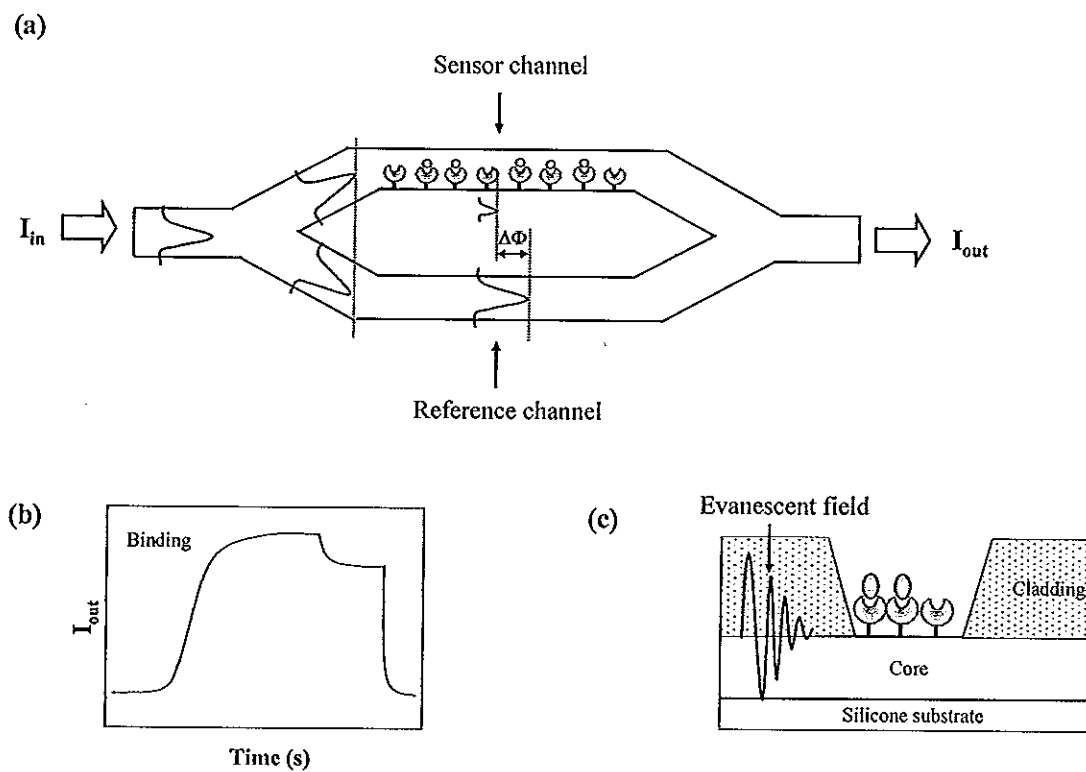 (a)
Sensor channel
I_in
ΔΦ
I_out
Reference channel
(b)
Binding
I_out
Time (s)
(c)
Evanescent field
Cladding
Core
Silicone substrate